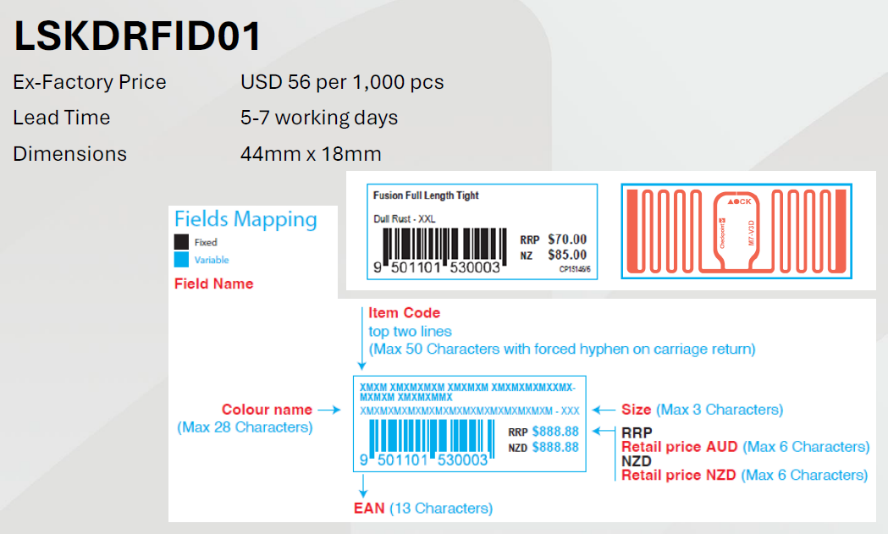 LSKDRFID01
Ex-Factory Price USD 56 per 1,000 pcs
Lead Time 5-7 working days
Dimensions 44mm x 18mm
Fusion Full Length Tight
Dull Rust - XXL
RRP $70.00
NZ $85.00
9 501101 530003
CP15146/6
Fields Mapping
Fixed
Variable
Field Name
Item Code
top two lines
(Max 50 Characters with forced hyphen on carriage return)
XMXM XMXMXMXM XMXMXM XMXMXMXMXMXMX-
MXMXM XMXMXMMX
XMXMXMXMXMXMXMXMXMXMXMXMXMXM - XXX
Colour name
(Max 28 Characters)
Size (Max 3 Characters)
RRP $888.88
NZD $888.88
9 501101 530003
RRP
Retail price AUD (Max 6 Characters)
NZD
Retail price NZD (Max 6 Characters)
EAN (13 Characters)